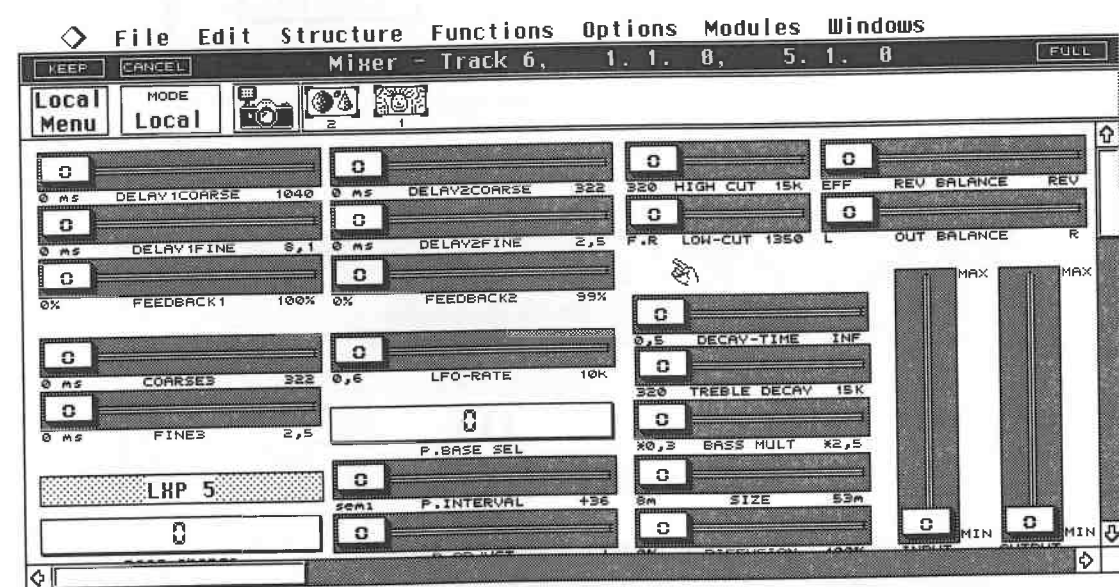 File Edit Structure Functions Options Modules Windows
KEEP CANCEL Mixer - Track 6, 1. 1. 0, 5. 1. 0 FULL
Local Menu
MODE Local
2 1
0 0 0 0
0 ms DELAY1COARSE 1040 0 ms DELAY2COARSE 322 320 HIGH CUT 15K EFF REV BALANCE REV
0 0 0 0
0 ms DELAY1FINE 8,1 0 ms DELAY2FINE 2,5 F.R LOW-CUT 1350 L OUT BALANCE R
0 0 MAX MAX
0% FEEDBACK1 100% 0% FEEDBACK2 99%
0
0,5 DECAY-TIME INF
0 0
0 ms COARSE3 322 0,6 LFO-RATE 10K
0
320 TREBLE DECAY 15K
0 0
0 ms FINE3 2,5
P.BASE SEL
0
*0,3 BASS MULT *2,5
LXP 5
0 0
semi P.INTERVAL +36 8m SIZE 53m
0 0 0 0 0
MIN MIN